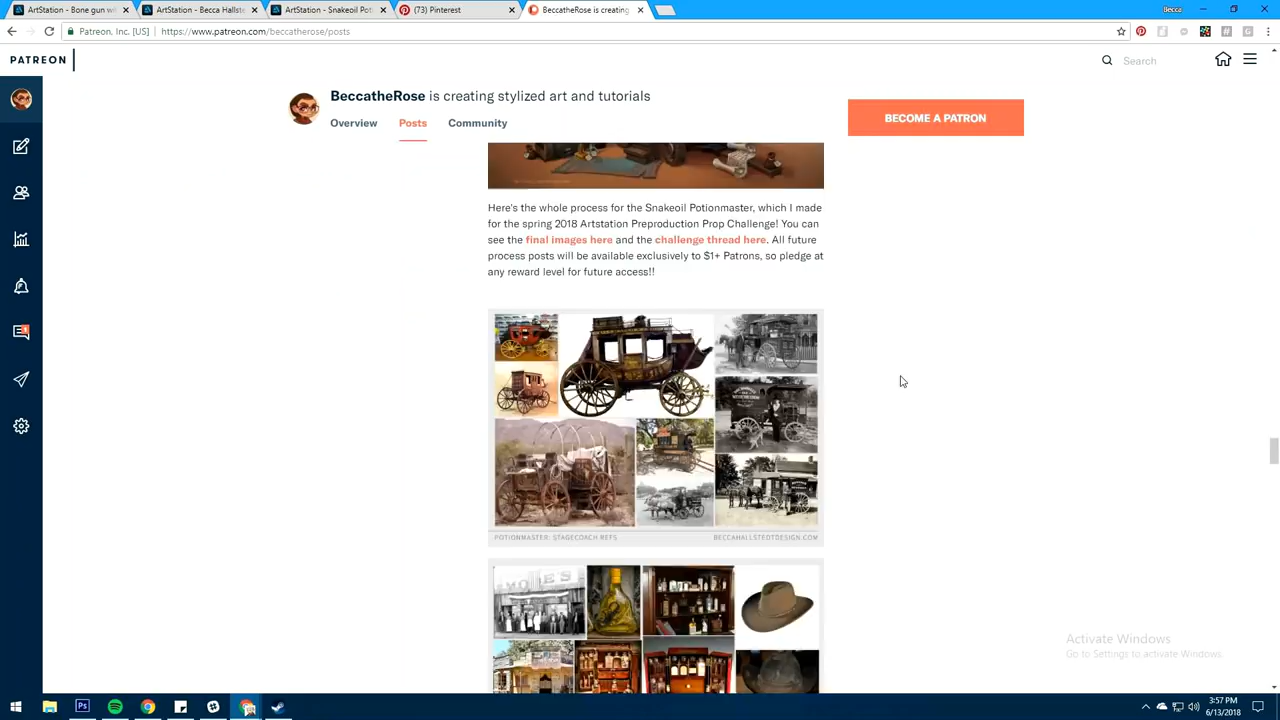 ArtStation - Bone gun w
ArtStation - Becca Hallste
ArtStation - Snakeoil Po
(73) Pinterest
BeccatheRose is creating
Becca
Patreon, Inc. [US]
https://www.patreon.com/beccatherose/posts
PATREON
Search
BeccatheRose is creating stylized art and tutorials
Overview
Posts
Community
BECOME A PATRON
Here's the whole process for the Snakeoil Potionmaster, which I made
for the spring 2018 Artstation Preproduction Prop Challenge! You can
see the final images here and the challenge thread here. All future
process posts will be available exclusively to $1+ Patrons, so pledge at
any reward level for future access!!
POTIONMASTER: STAGECOACH REFS
BECCAHALLSTEDTDESIGN.COM
Activate Windows
Go to Settings to activate Windows.
3:57 PM
6/13/2018